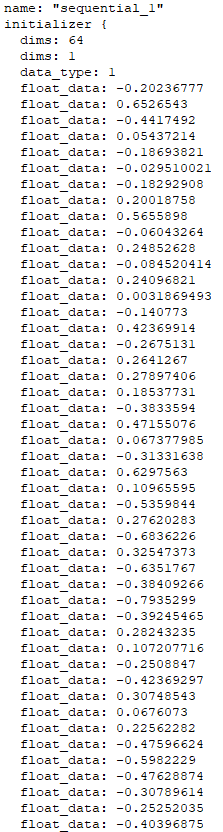 name: "sequential_1"
initializer {
  dims: 64
  dims: 1
  data_type: 1
  float_data: -0.20236777
  float_data: 0.6526543
  float_data: -0.4417492
  float_data: 0.05437214
  float_data: -0.18693821
  float_data: -0.029510021
  float_data: -0.18292908
  float_data: 0.20018758
  float_data: 0.5655898
  float_data: -0.06043264
  float_data: 0.24852628
  float_data: -0.084520414
  float_data: 0.24096821
  float_data: 0.0031869493
  float_data: -0.140773
  float_data: 0.42369914
  float_data: -0.2675131
  float_data: 0.2641267
  float_data: 0.27897406
  float_data: 0.18537731
  float_data: -0.3833594
  float_data: 0.47155076
  float_data: 0.067377985
  float_data: -0.31331638
  float_data: 0.6297563
  float_data: 0.10965595
  float_data: -0.5359844
  float_data: 0.27620283
  float_data: -0.6836226
  float_data: 0.32547373
  float_data: -0.6351767
  float_data: -0.38409266
  float_data: -0.7935299
  float_data: -0.39245465
  float_data: 0.28243235
  float_data: 0.107207716
  float_data: -0.2508847
  float_data: -0.42369297
  float_data: 0.30748543
  float_data: 0.0676073
  float_data: 0.22562282
  float_data: -0.47596624
  float_data: -0.5982229
  float_data: -0.47628874
  float_data: -0.30789614
  float_data: -0.25252035
  float_data: -0.40396875